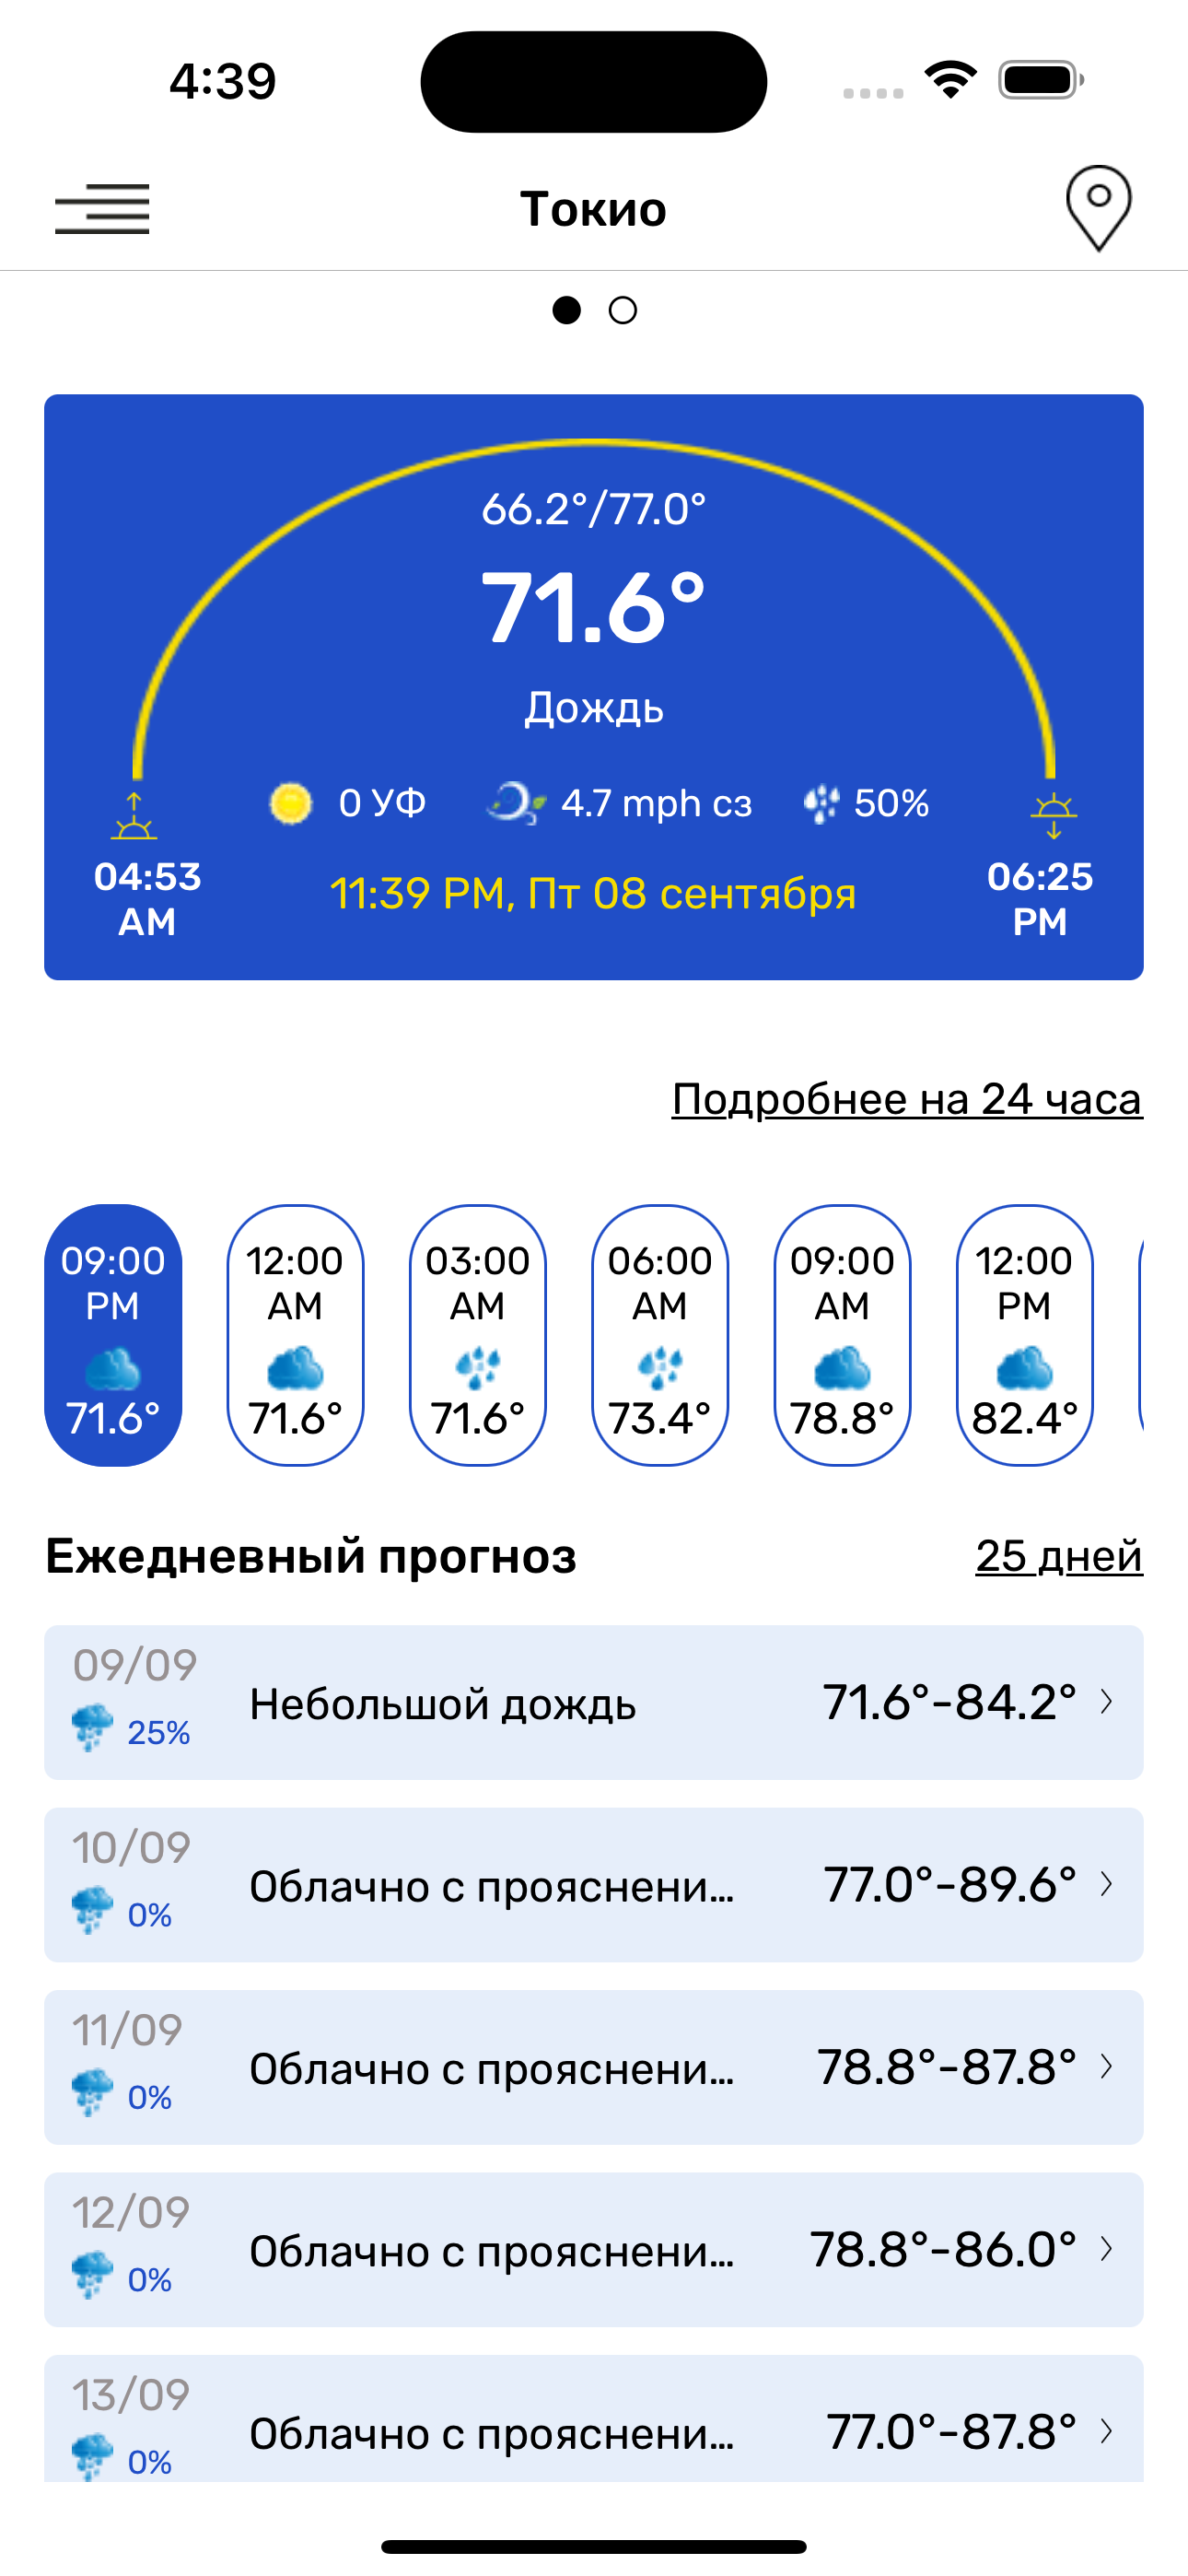 4:39
Токио
66.2°/77.0°
71.6°
Дождь
0 УФ 4.7 mph сз 50%
04:53 AM
11:39 PM, Пт 08 сентября
06:25 PM
Подробнее на 24 часа
09:00 PM 71.6°
12:00 AM 71.6°
03:00 AM 71.6°
06:00 AM 73.4°
09:00 AM 78.8°
12:00 PM 82.4°
Ежедневный прогноз 25 дней
09/09
25% Небольшой дождь 71.6°-84.2°
10/09
0% Облачно с прояснени... 77.0°-89.6°
11/09
0% Облачно с прояснени... 78.8°-87.8°
12/09
0% Облачно с прояснени... 78.8°-86.0°
13/09
0% Облачно с прояснени... 77.0°-87.8°